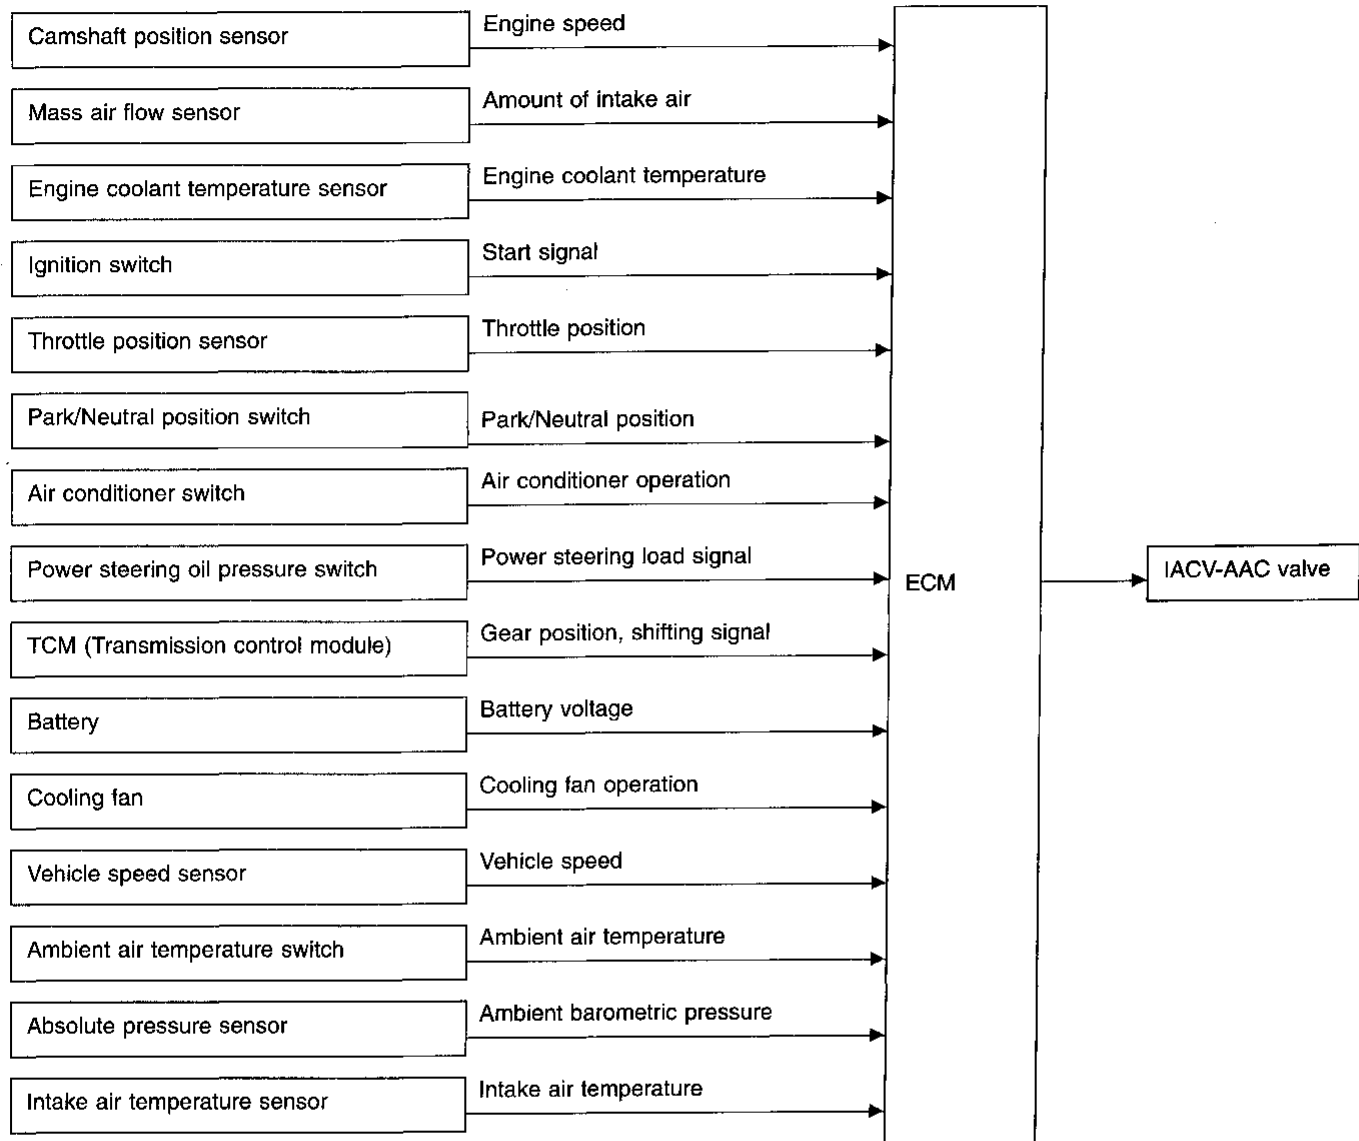 Camshaft position sensor
Engine speed
Mass air flow sensor
Amount of intake air
Engine coolant temperature sensor
Engine coolant temperature
Ignition switch
Start signal
Throttle position sensor
Throttle position
Park/Neutral position switch
Park/Neutral position
Air conditioner switch
Air conditioner operation
Power steering oil pressure switch
Power steering load signal
ECM
IACV-AAC valve
TCM (Transmission control module)
Gear position, shifting signal
Battery
Battery voltage
Cooling fan
Cooling fan operation
Vehicle speed sensor
Vehicle speed
Ambient air temperature switch
Ambient air temperature
Absolute pressure sensor
Ambient barometric pressure
Intake air temperature sensor
Intake air temperature